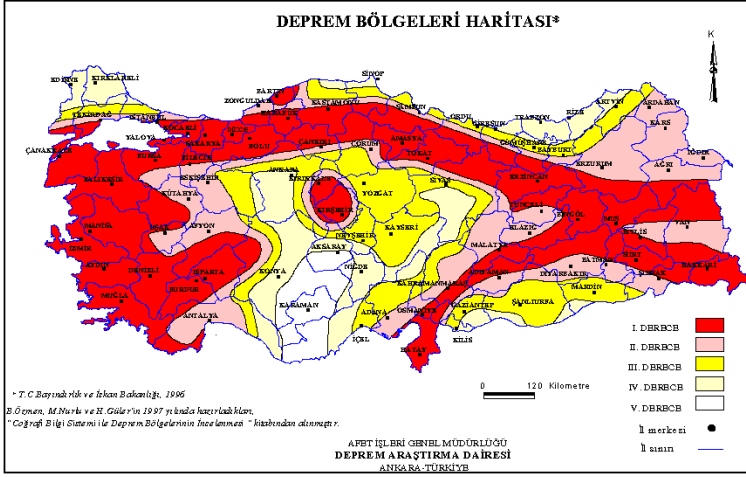 DEPREM BÖLGELERİ HARİTASI*
K
SİNOP
EDİRNE
KIRKLARELİ
BARTIN
ZONGULDAK
KASTAMONU
SAMSUN
TEKİRDAĞ
İSTANBUL
KARABÜK
ORDU
GİRESUN
TRABZON
RİZE
ARTVİN
ARDAHAN
KARS
KOCAELİ
YALOVA
SAKARYA
DÜZCE
BOLU
ÇANKIRI
ÇORUM
AMASYA
TOKAT
GÜMÜŞHANE
BAYBURT
ÇANAKKALE
BURSA
BİLECİK
ERZURUM
AĞRI
IĞDIR
BALIKESİR
ESKİŞEHİR
ANKARA
KIRIKKALE
YOZGAT
SİVAS
ERZİNCAN
KÜTAHYA
KIRŞEHİR
TUNCELİ
BİNGÖL
MUŞ
MANİSA
UŞAK
AFYON
NEVŞEHİR
KAYSERİ
ELAZIĞ
VAN
BİTLİS
İZMİR
AKSARAY
MALATYA
AYDIN
DENİZLİ
ISPARTA
KONYA
NİĞDE
ADIYAMAN
DİYARBAKIR
BATMAN
SİİRT
HAKKARİ
ŞIRNAK
MUĞLA
BURDUR
KAHRAMANMARAŞ
MARDİN
ANTALYA
KARAMAN
ADANA
OSMANİYE
GAZİANTEP
ŞANLIURFA
İÇEL
KİLİS
HATAY
I. DERECE
II. DERECE
III. DERECE
IV. DERECE
V. DERECE
İl merkezi
İl sınırı
0 120 Kilometre
* T.C.Bayındırlık ve İskan Bakanlığı, 1996
B.Özmen, M.Nurlu ve H.Güler'in 1997 yılında hazırladıkları,
"Coğrafi Bilgi Sistemi ile Deprem Bölgelerinin İncelenmesi" kitabından alınmıştır.
AFET İŞLERİ GENEL MÜDÜRLÜĞÜ
DEPREM ARAŞTIRMA DAİRESİ
ANKARA-TÜRKİYE